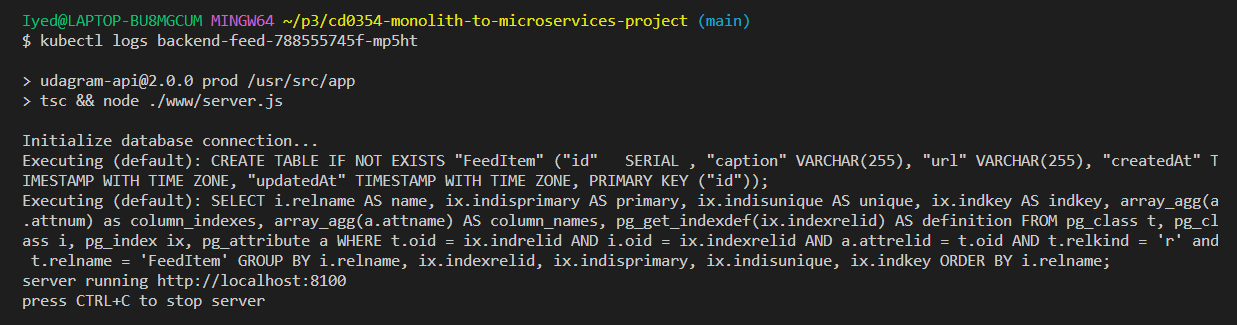 Iyed@LAPTOP-BU8MGCUM MINGW64 ~/p3/cd0354-monolith-to-microservices-project (main)
$ kubectl logs backend-feed-788555745f-mp5ht
> udagram-api@2.0.0 prod /usr/src/app
> tsc && node ./www/server.js
Initialize database connection...
Executing (default): CREATE TABLE IF NOT EXISTS "FeedItem" ("id"   SERIAL , "caption" VARCHAR(255), "url" VARCHAR(255), "createdAt" T
IMESTAMP WITH TIME ZONE, "updatedAt" TIMESTAMP WITH TIME ZONE, PRIMARY KEY ("id"));
Executing (default): SELECT i.relname AS name, ix.indisprimary AS primary, ix.indisunique AS unique, ix.indkey AS indkey, array_agg(a
.attnum) as column_indexes, array_agg(a.attname) AS column_names, pg_get_indexdef(ix.indexrelid) AS definition FROM pg_class t, pg_cl
ass i, pg_index ix, pg_attribute a WHERE t.oid = ix.indrelid AND i.oid = ix.indexrelid AND a.attrelid = t.oid AND t.relkind = 'r' and
 t.relname = 'FeedItem' GROUP BY i.relname, ix.indexrelid, ix.indisprimary, ix.indisunique, ix.indkey ORDER BY i.relname;
server running http://localhost:8100
press CTRL+C to stop server